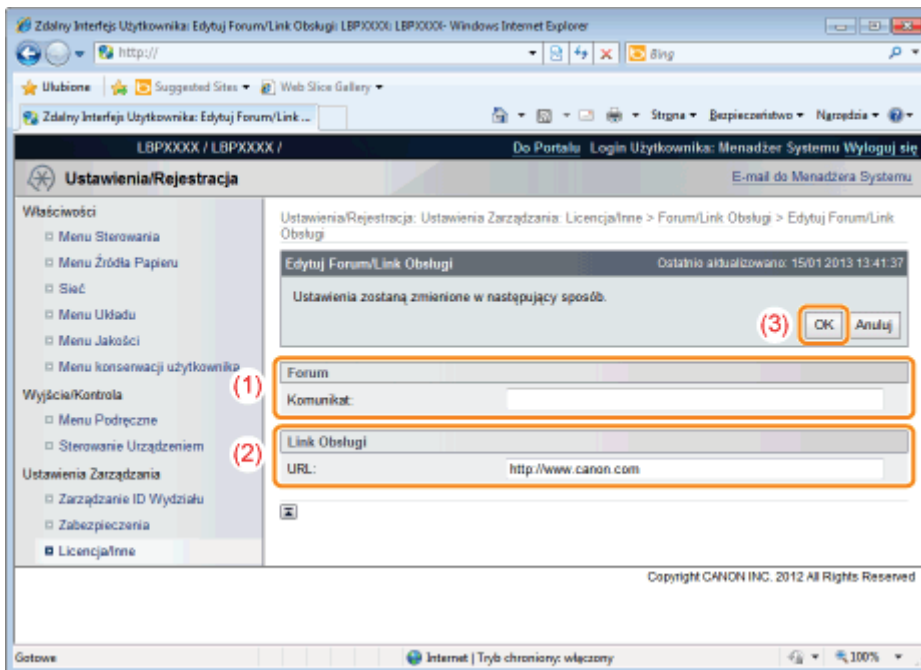 Zdalny Interfejs Użytkownika: Edytuj Forum/Link Obsługi: LBPXXXX: LBPXXXX- Windows Internet Explorer
http://
Bing
Ulubione Suggested Sites Web Slice Gallery
Zdalny Interfejs Użytkownika: Edytuj Forum/Link ...
Strona Bezpieczeństwo Narzędzia
LBPXXXX / LBPXXXX /
Do Portalu Login Użytkownika: Menadżer Systemu Wyloguj się
Ustawienia/Rejestracja
E-mail do Menadżera Systemu
Właściwości
Menu Sterowania
Menu Źródła Papieru
Sieć
Menu Układu
Menu Jakości
Menu konserwacji użytkownika
Wyjście/Kontrola
Menu Podręczne
Sterowanie Urządzeniem
Ustawienia Zarządzania
Zarządzanie ID Wydziału
Zabezpieczenia
Licencja/Inne
Ustawienia/Rejestracja: Ustawienia Zarządzania: Licencja/Inne > Forum/Link Obsługi > Edytuj Forum/Link
Obsługi
Edytuj Forum/Link Obsługi
Ostatnio aktualizowano: 15/01 2013 13:41:37
Ustawienia zostaną zmienione w następujący sposób.
(3) OK Anuluj
(1)
Forum
Komunikat:
(2)
Link Obsługi
URL: http://www.canon.com
Copyright CANON INC. 2012 All Rights Reserved
Gotowe
Internet | Tryb chroniony: włączony
100%